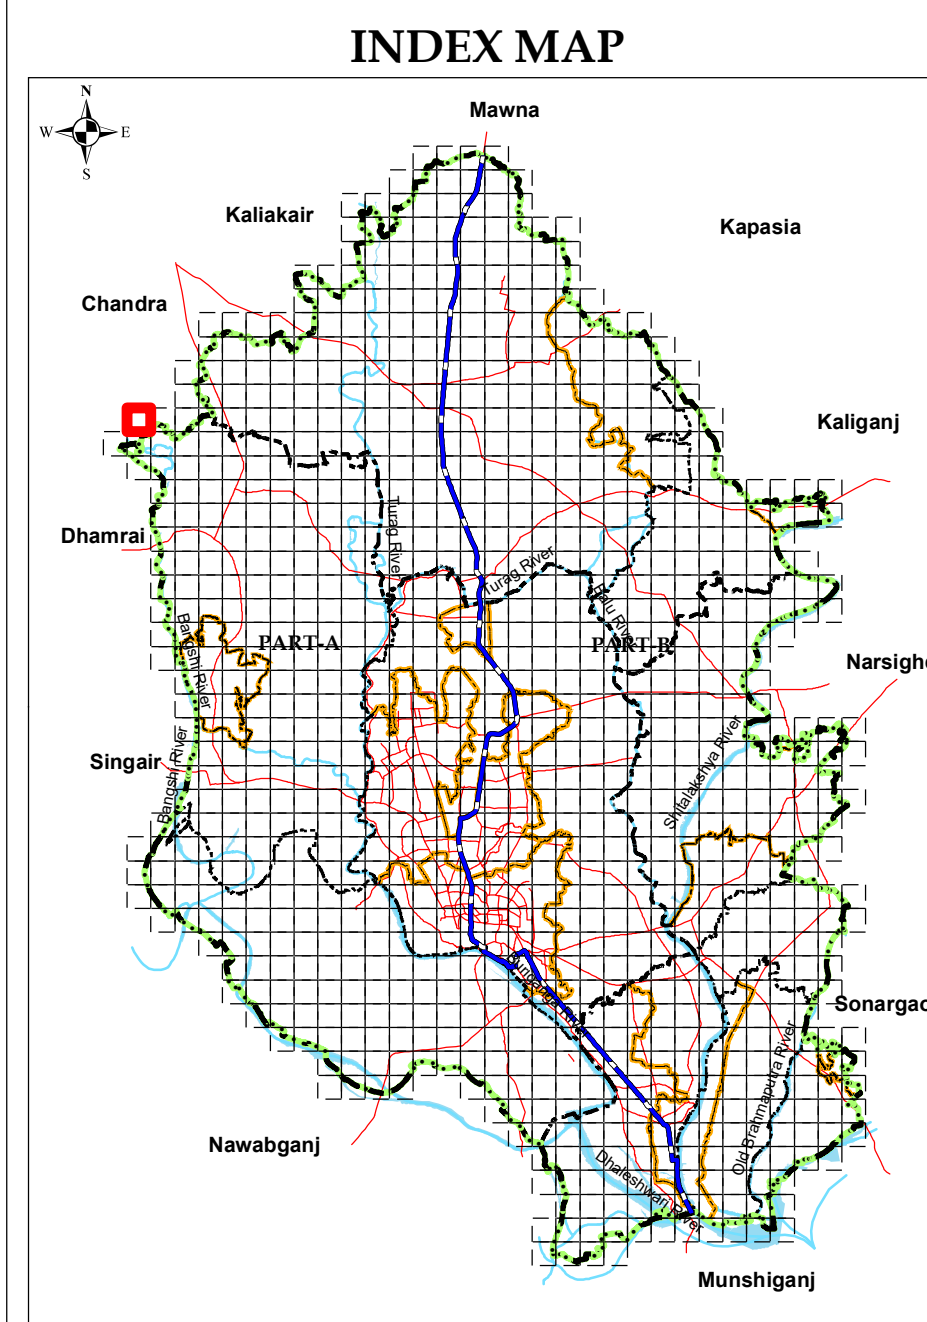 INDEX MAP
N
W E
S
Mawna
Kaliakair
Kapasia
Chandra
Kaliganj
Dhamrai
Turag River
Turag River
Balu River
Bangshi River
PART-A
PART-B
Narsigh
Shitalakshya River
Singair
Bangshi River
Buriganga River
Sonargao
Old Brahmaputra River
Nawabganj
Dhaleshwari River
Munshiganj